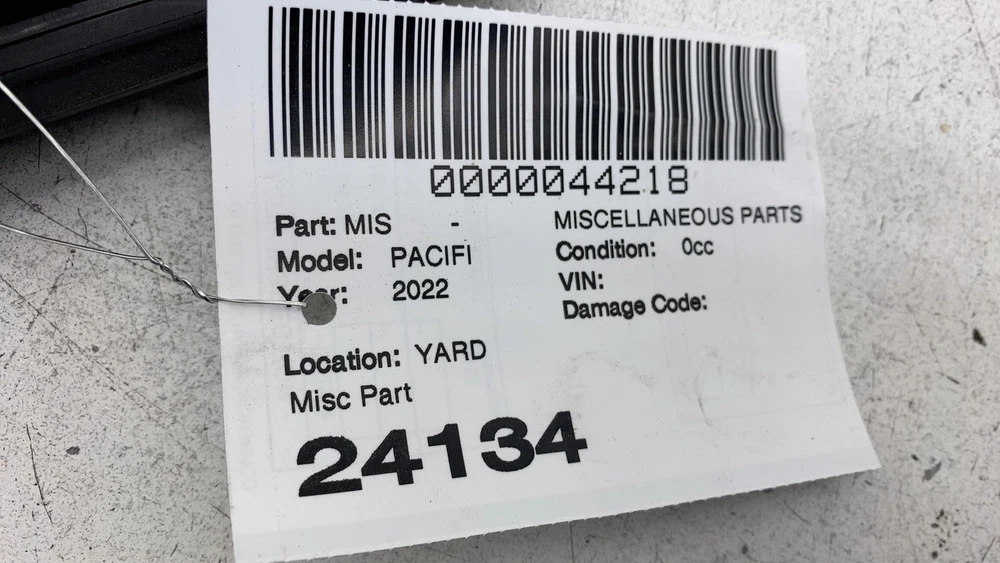 0000044218
Part: MIS - MISCELLANEOUS PARTS
Model: PACIFI Condition: 0cc
Year: 2022 VIN:
Damage Code:
Location: YARD
Misc Part
24134